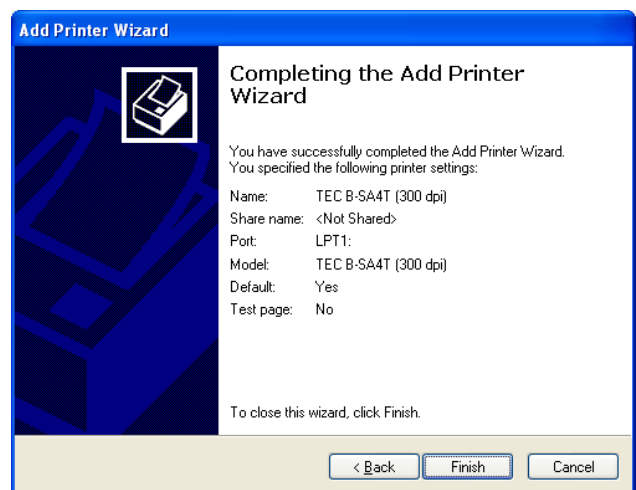 Add Printer Wizard
Completing the Add Printer
Wizard
You have successfully completed the Add Printer Wizard.
You specified the following printer settings:
Name: TEC B-SA4T (300 dpi)
Share name: <Not Shared>
Port: LPT1:
Model: TEC B-SA4T (300 dpi)
Default: Yes
Test page: No
To close this wizard, click Finish.
< Back Finish Cancel